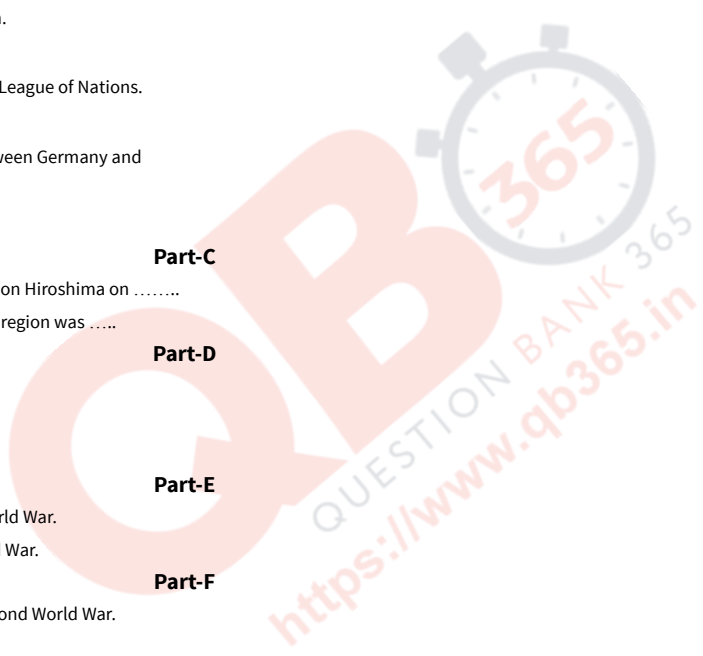 .
League of Nations.
ween Germany and
Part-C
on Hiroshima on ……..
region was …..
Part-D
Part-E
rld War.
War.
Part-F
ond World War.
QB
365
QUESTION BANK 365
https://www.qb365.in